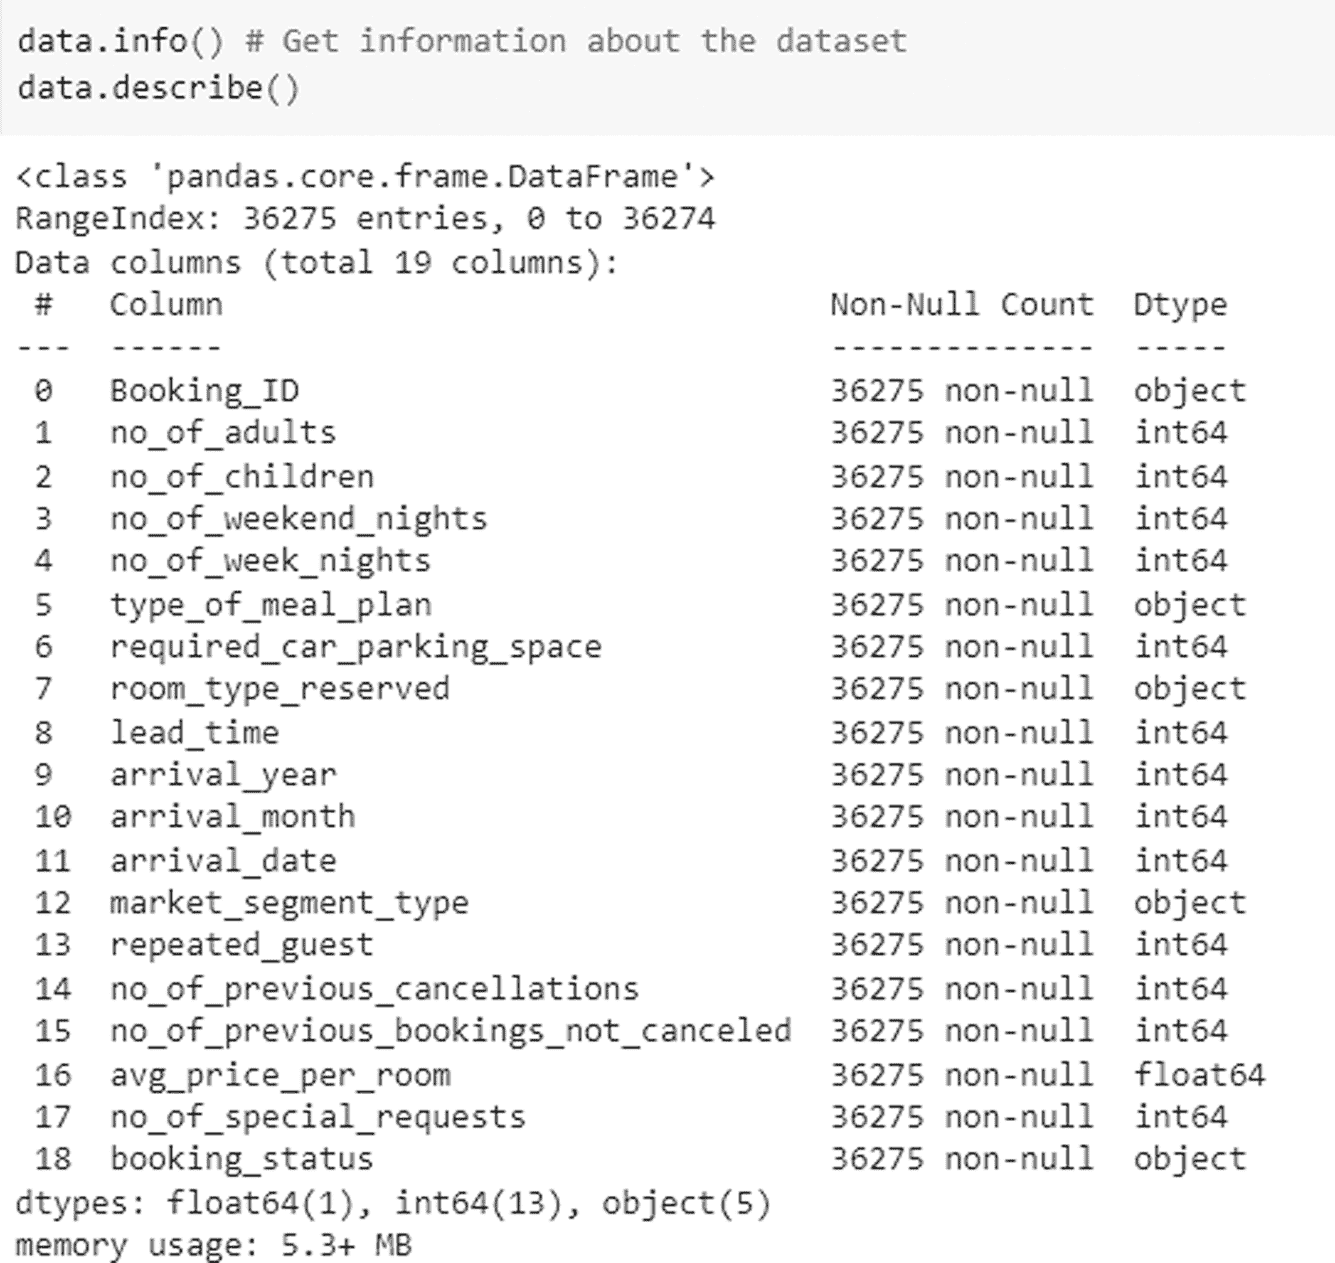 data.info() # Get information about the dataset
data.describe()
<class 'pandas.core.frame.DataFrame'>
RangeIndex: 36275 entries, 0 to 36274
Data columns (total 19 columns):
 #   Column                                Non-Null Count  Dtype
---  ------                                --------------  -----
 0   Booking_ID                            36275 non-null  object
 1   no_of_adults                          36275 non-null  int64
 2   no_of_children                        36275 non-null  int64
 3   no_of_weekend_nights                  36275 non-null  int64
 4   no_of_week_nights                     36275 non-null  int64
 5   type_of_meal_plan                     36275 non-null  object
 6   required_car_parking_space            36275 non-null  int64
 7   room_type_reserved                    36275 non-null  object
 8   lead_time                             36275 non-null  int64
 9   arrival_year                          36275 non-null  int64
 10  arrival_month                         36275 non-null  int64
 11  arrival_date                          36275 non-null  int64
 12  market_segment_type                   36275 non-null  object
 13  repeated_guest                        36275 non-null  int64
 14  no_of_previous_cancellations          36275 non-null  int64
 15  no_of_previous_bookings_not_canceled  36275 non-null  int64
 16  avg_price_per_room                    36275 non-null  float64
 17  no_of_special_requests                36275 non-null  int64
 18  booking_status                        36275 non-null  object
dtypes: float64(1), int64(13), object(5)
memory usage: 5.3+ MB